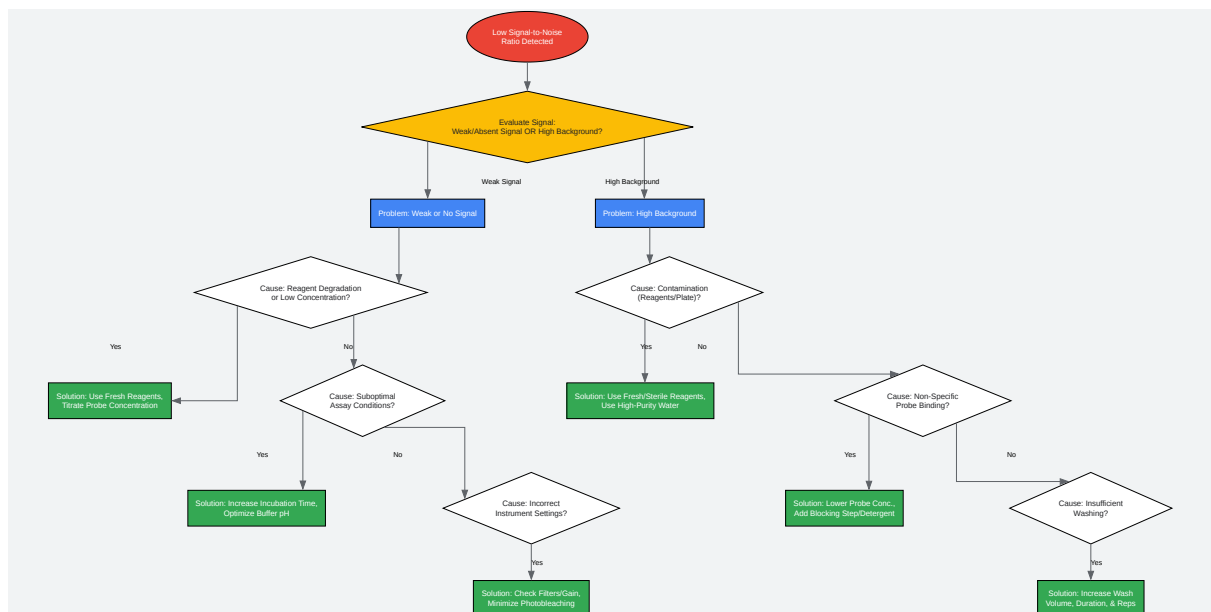 Low Signal-to-Noise
Ratio Detected
Evaluate Signal:
Weak/Absent Signal OR High Background?
Weak Signal
High Background
Problem: Weak or No Signal
Problem: High Background
Cause: Reagent Degradation
or Low Concentration?
Cause: Contamination
(Reagents/Plate)?
Yes
No
Yes
No
Solution: Use Fresh Reagents,
Titrate Probe Concentration
Cause: Suboptimal
Assay Conditions?
Solution: Use Fresh/Sterile Reagents,
Use High-Purity Water
Cause: Non-Specific
Probe Binding?
Yes
No
Yes
No
Solution: Increase Incubation Time,
Optimize Buffer pH
Cause: Incorrect
Instrument Settings?
Solution: Lower Probe Conc.,
Add Blocking Step/Detergent
Cause: Insufficient
Washing?
Yes
Yes
Solution: Check Filters/Gain,
Minimize Photobleaching
Solution: Increase Wash
Volume, Duration, & Reps